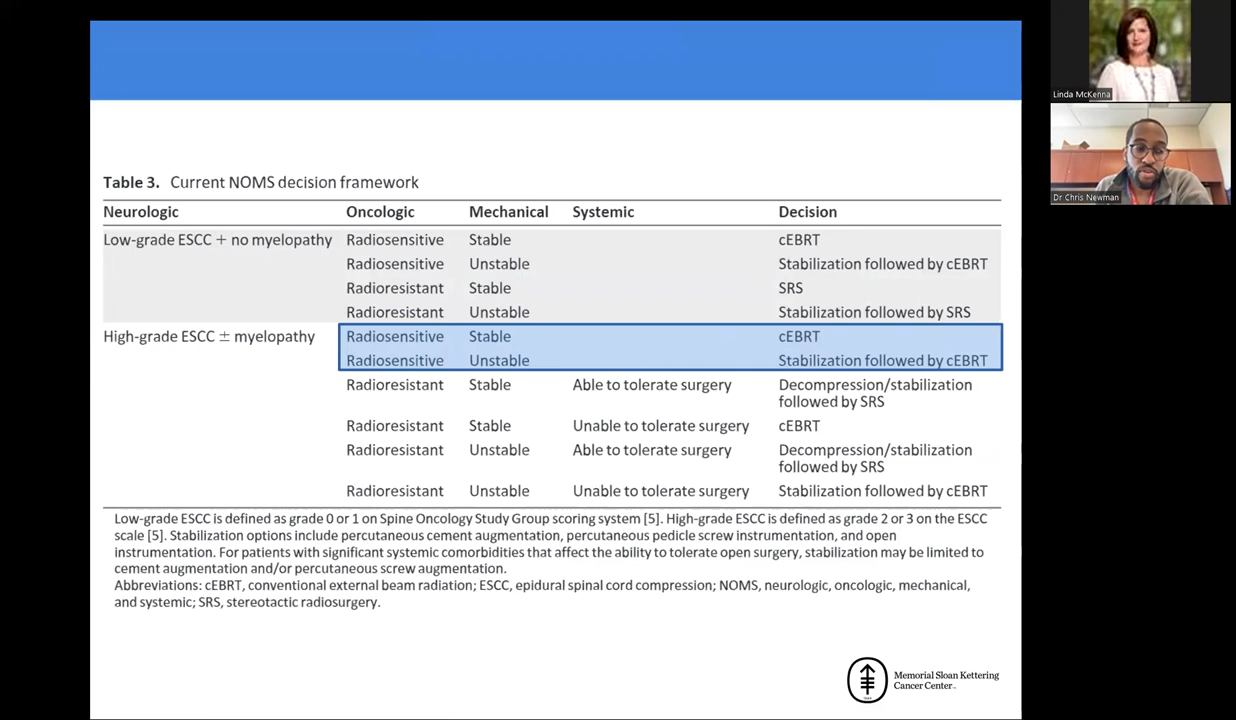 Table 3. Current NOMS decision framework
Neurologic Oncologic Mechanical Systemic Decision
Low-grade ESCC + no myelopathy Radiosensitive Stable cEBRT
Radiosensitive Unstable Stabilization followed by cEBRT
Radioresistant Stable SRS
Radioresistant Unstable Stabilization followed by SRS
High-grade ESCC ± myelopathy Radiosensitive Stable cEBRT
Radiosensitive Unstable Stabilization followed by cEBRT
Radioresistant Stable Able to tolerate surgery Decompression/stabilization
followed by SRS
Radioresistant Stable Unable to tolerate surgery cEBRT
Radioresistant Unstable Able to tolerate surgery Decompression/stabilization
followed by SRS
Radioresistant Unstable Unable to tolerate surgery Stabilization followed by cEBRT
Low-grade ESCC is defined as grade 0 or 1 on Spine Oncology Study Group scoring system [5]. High-grade ESCC is defined as grade 2 or 3 on the ESCC
scale [5]. Stabilization options include percutaneous cement augmentation, percutaneous pedicle screw instrumentation, and open
instrumentation. For patients with significant systemic comorbidities that affect the ability to tolerate open surgery, stabilization may be limited to
cement augmentation and/or percutaneous screw augmentation.
Abbreviations: cEBRT, conventional external beam radiation; ESCC, epidural spinal cord compression; NOMS, neurologic, oncologic, mechanical,
and systemic; SRS, stereotactic radiosurgery.
Memorial Sloan Kettering
Cancer Center
Linda McKenna
Dr Chris Newman